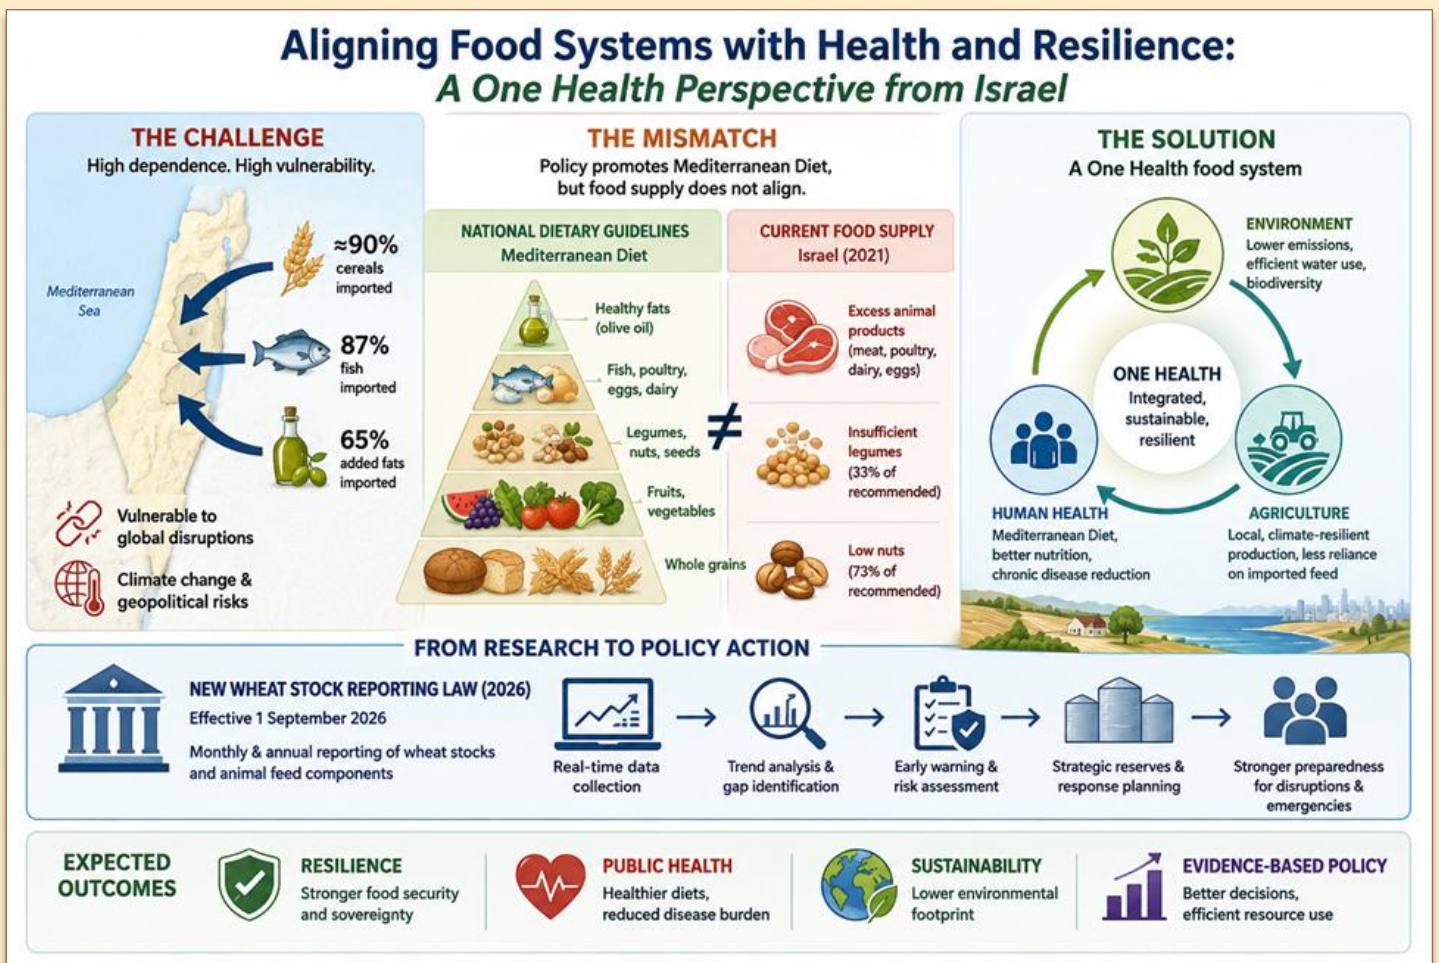 Aligning Food Systems with Health and Resilience:
A One Health Perspective from Israel
THE CHALLENGE
High dependence. High vulnerability.
Mediterranean
Sea
≈90%
cereals
imported
87%
fish
imported
65%
added fats
imported
Vulnerable to
global disruptions
Climate change &
geopolitical risks
THE MISMATCH
Policy promotes Mediterranean Diet,
but food supply does not align.
NATIONAL DIETARY GUIDELINES
Mediterranean Diet
Healthy fats
(olive oil)
Fish, poultry,
eggs, dairy
Legumes,
nuts, seeds
Fruits,
vegetables
Whole grains
≠
CURRENT FOOD SUPPLY
Israel (2021)
Excess animal
products
(meat, poultry,
dairy, eggs)
Insufficient
legumes
(33% of
recommended)
Low nuts
(73% of
recommended)
THE SOLUTION
A One Health food system
ENVIRONMENT
Lower emissions,
efficient water use,
biodiversity
ONE HEALTH
Integrated,
sustainable,
resilient
HUMAN HEALTH
Mediterranean Diet,
better nutrition,
chronic disease reduction
AGRICULTURE
Local, climate-resilient
production, less reliance
on imported feed
FROM RESEARCH TO POLICY ACTION
NEW WHEAT STOCK REPORTING LAW (2026)
Effective 1 September 2026
Monthly & annual reporting of wheat stocks
and animal feed components
Real-time data
collection
Trend analysis &
gap identification
Early warning &
risk assessment
Strategic reserves &
response planning
Stronger preparedness
for disruptions &
emergencies
EXPECTED
OUTCOMES
RESILIENCE
Stronger food security
and sovereignty
PUBLIC HEALTH
Healthier diets,
reduced disease burden
SUSTAINABILITY
Lower environmental
footprint
EVIDENCE-BASED POLICY
Better decisions,
efficient resource use